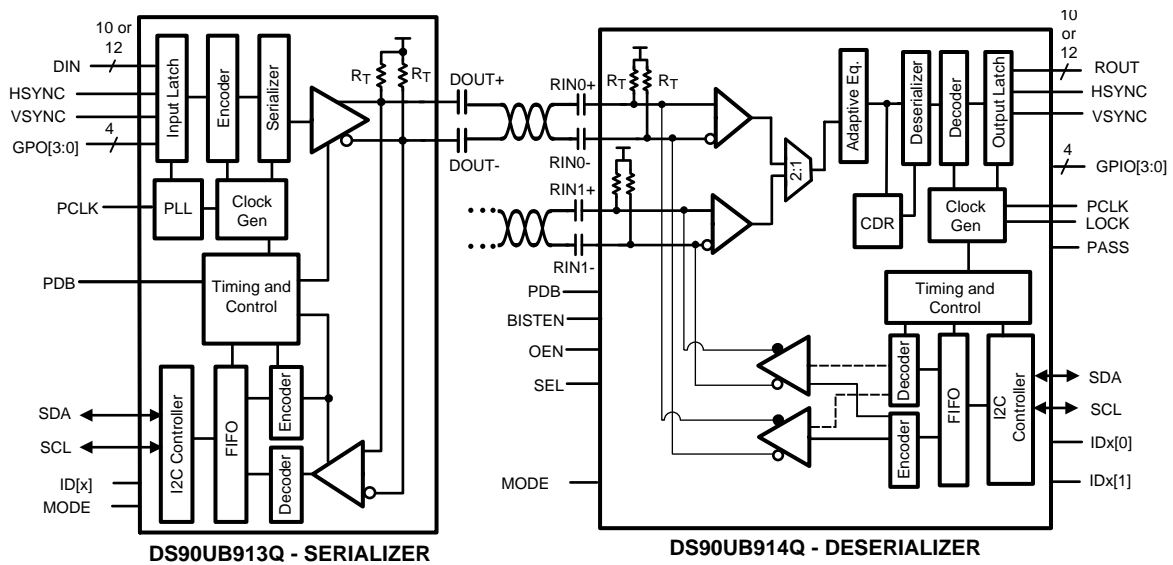 10 or
12
DIN
HSYNC
VSYNC
4
GPO[3:0]
PCLK
PDB
SDA
SCL
ID[x]
MODE
Input Latch
Encoder
Serializer
PLL
Clock
Gen
Timing and
Control
I2C Controller
FIFO
Encoder
Decoder
RT
RT
DOUT+
DOUT-
RIN0+
RIN0-
RIN1+
RIN1-
RT
RT
2:1
Adaptive Eq.
Deserializer
Decoder
Output Latch
CDR
Clock
Gen
Timing and
Control
Decoder
Encoder
FIFO
I2C
Controller
PDB
BISTEN
OEN
SEL
MODE
10
or
12
ROUT
HSYNC
VSYNC
4
GPIO[3:0]
PCLK
LOCK
PASS
SDA
SCL
IDx[0]
IDx[1]
DS90UB913Q - SERIALIZER
DS90UB914Q - DESERIALIZER